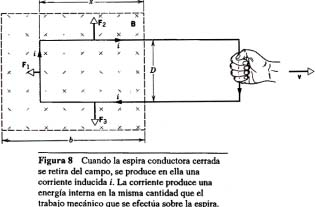 x
F₂
B
i
i
F₁
D
v
i
F₃
b
Figura 8 Cuando la espira conductora cerrada
se retira del campo, se produce en ella una
corriente inducida i. La corriente produce una
energía interna en la misma cantidad que el
trabajo mecánico que se efectúa sobre la espira.